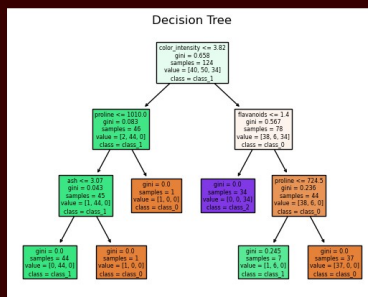 Decision Tree
color_intensity <= 3.82
gini = 0.658
samples = 124
value = [40, 50, 34]
class = class_1
proline <= 1010.0
gini = 0.083
samples = 46
value = [2, 44, 0]
class = class_1
flavanoids <= 1.4
gini = 0.567
samples = 78
value = [38, 6, 34]
class = class_0
ash <= 3.07
gini = 0.043
samples = 45
value = [1, 44, 0]
class = class_1
gini = 0.0
samples = 1
value = [1, 0, 0]
class = class_0
gini = 0.0
samples = 34
value = [0, 0, 34]
class = class_2
proline <= 724.5
gini = 0.236
samples = 44
value = [38, 6, 0]
class = class_0
gini = 0.0
samples = 44
value = [0, 44, 0]
class = class_1
gini = 0.0
samples = 1
value = [1, 0, 0]
class = class_0
gini = 0.245
samples = 7
value = [1, 6, 0]
class = class_1
gini = 0.0
samples = 37
value = [37, 0, 0]
class = class_0